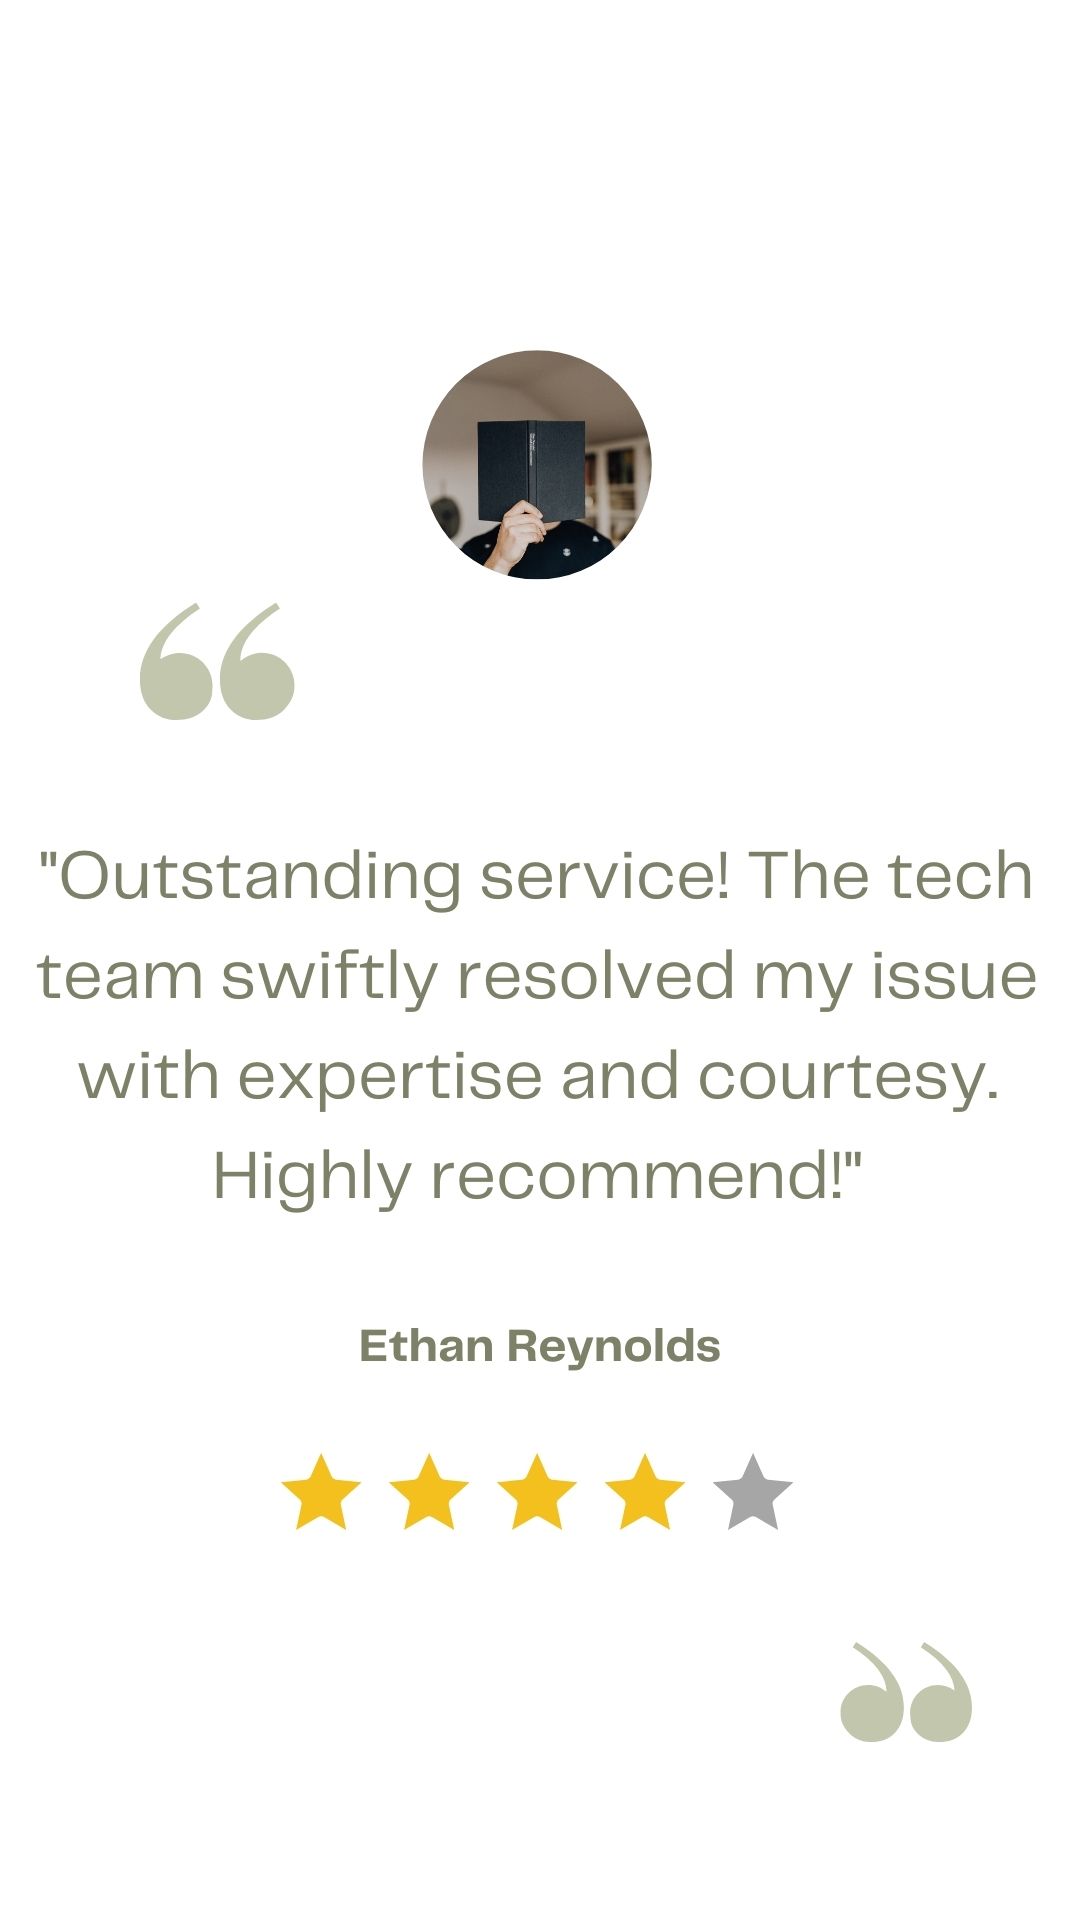 "Outstanding service! The tech
team swiftly resolved my issue
with expertise and courtesy.
Highly recommend!"
Ethan Reynolds